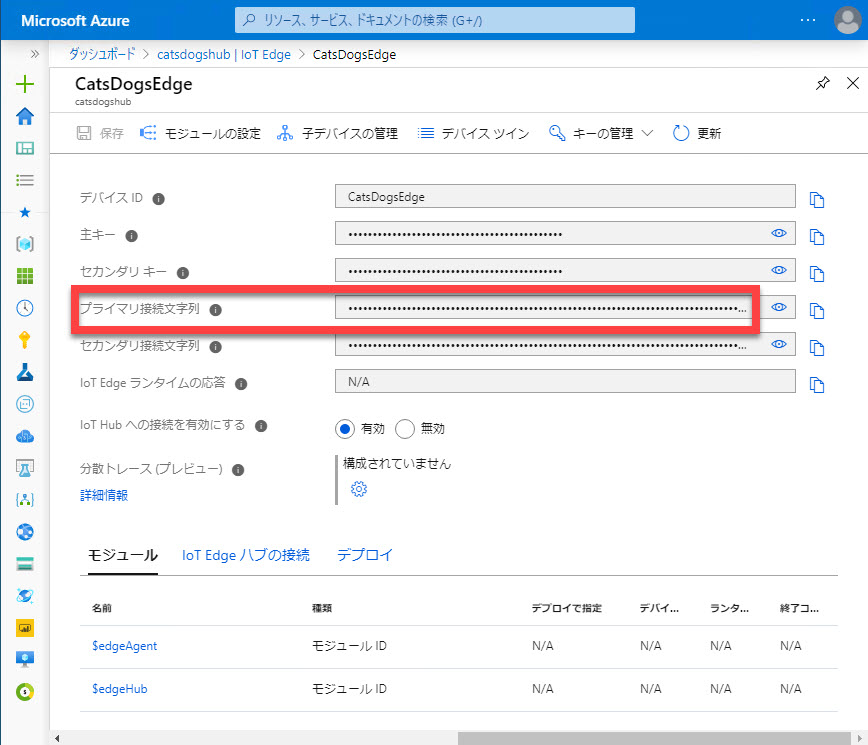 Microsoft Azure
リソース、サービス、ドキュメントの検索 (G+/)
ダッシュボード > catsdogshub | IoT Edge > CatsDogsEdge
CatsDogsEdge
catsdogshub
保存 モジュールの設定 子デバイスの管理 デバイス ツイン キーの管理 更新
デバイス ID CatsDogsEdge
主キー
セカンダリ キー
プライマリ接続文字列 ...
セカンダリ接続文字列 ...
IoT Edge ランタイムの応答 N/A
IoT Hub への接続を有効にする 有効 無効
分散トレース (プレビュー) 構成されていません
詳細情報
モジュール IoT Edge ハブの接続 デプロイ
名前 種類 デプロイで指定 デバイ... ランタ... 終了コ...
$edgeAgent モジュール ID N/A N/A N/A N/A
$edgeHub モジュール ID N/A N/A N/A N/A